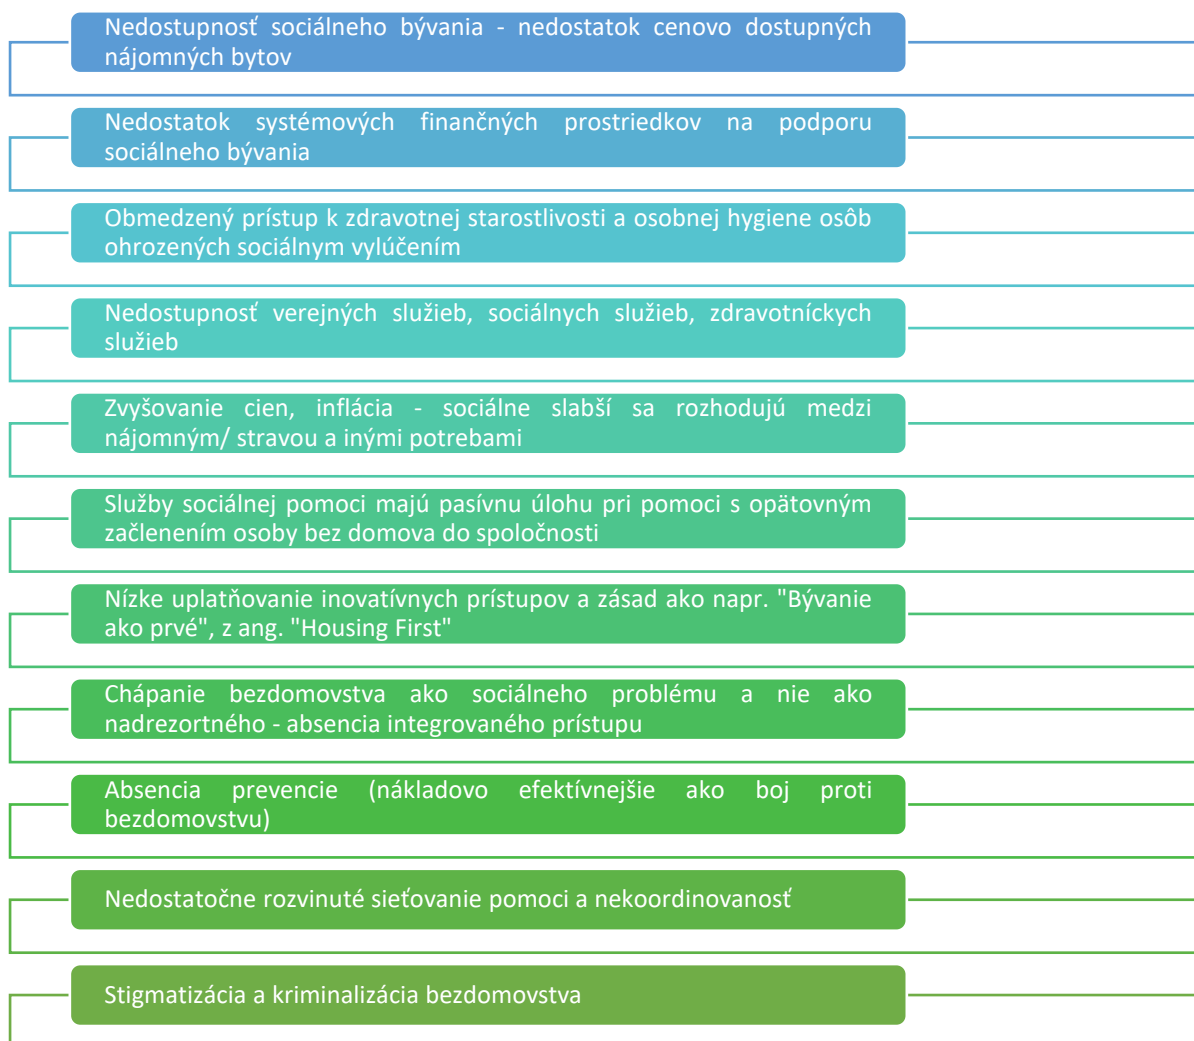 Nedostupnosť sociálneho bývania - nedostatok cenovo dostupných
nájomných bytov
Nedostatok systémových finančných prostriedkov na podporu
sociálneho bývania
Obmedzený prístup k zdravotnej starostlivosti a osobnej hygiene osôb
ohrozených sociálnym vylúčením
Nedostupnosť verejných služieb, sociálnych služieb, zdravotníckych
služieb
Zvyšovanie cien, inflácia - sociálne slabší sa rozhodujú medzi
nájomným/ stravou a inými potrebami
Služby sociálnej pomoci majú pasívnu úlohu pri pomoci s opätovným
začlenením osoby bez domova do spoločnosti
Nízke uplatňovanie inovatívnych prístupov a zásad ako napr. "Bývanie
ako prvé", z ang. "Housing First"
Chápanie bezdomovstva ako sociálneho problému a nie ako
nadrezortného - absencia integrovaného prístupu
Absencia prevencie (nákladovo efektívnejšie ako boj proti
bezdomovstvu)
Nedostatočne rozvinuté sieťovanie pomoci a nekoordinovanosť
Stigmatizácia a kriminalizácia bezdomovstva